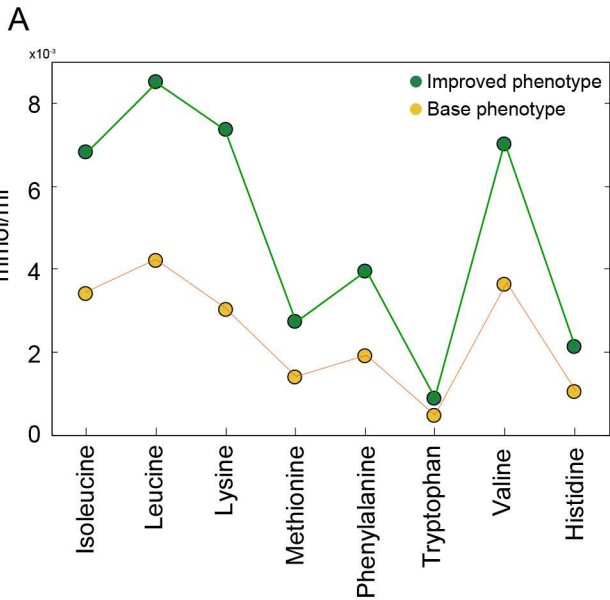 A
x10⁻³
Improved phenotype
Base phenotype
8
6
4
2
0
Isoleucine
Leucine
Lysine
Methionine
Phenylalanine
Tryptophan
Valine
Histidine